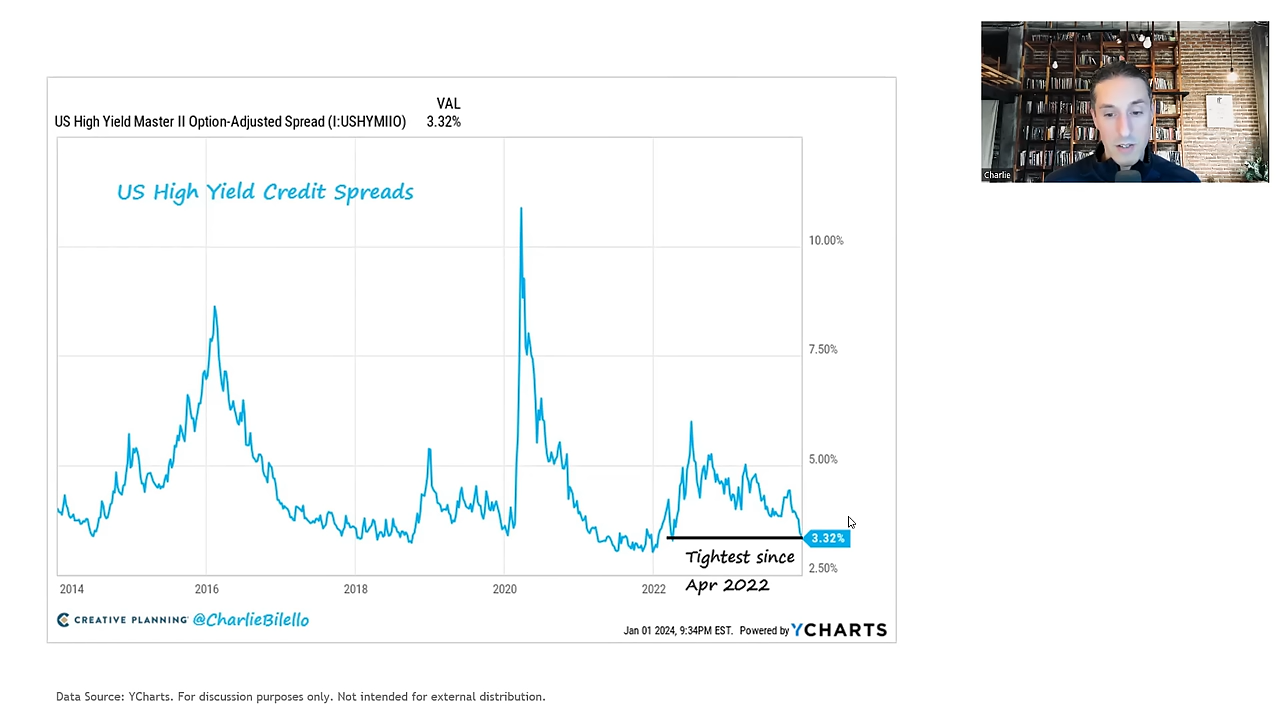 VAL
US High Yield Master II Option-Adjusted Spread (I:USHYMIIO) 3.32%
US High Yield Credit Spreads
10.00%
7.50%
5.00%
3.32%
2.50%
Tightest since
Apr 2022
2014 2016 2018 2020 2022
CREATIVE PLANNING @CharlieBilello
Jan 01 2024, 9:34PM EST. Powered by YCHARTS
Data Source: YCharts. For discussion purposes only. Not intended for external distribution.
Charlie